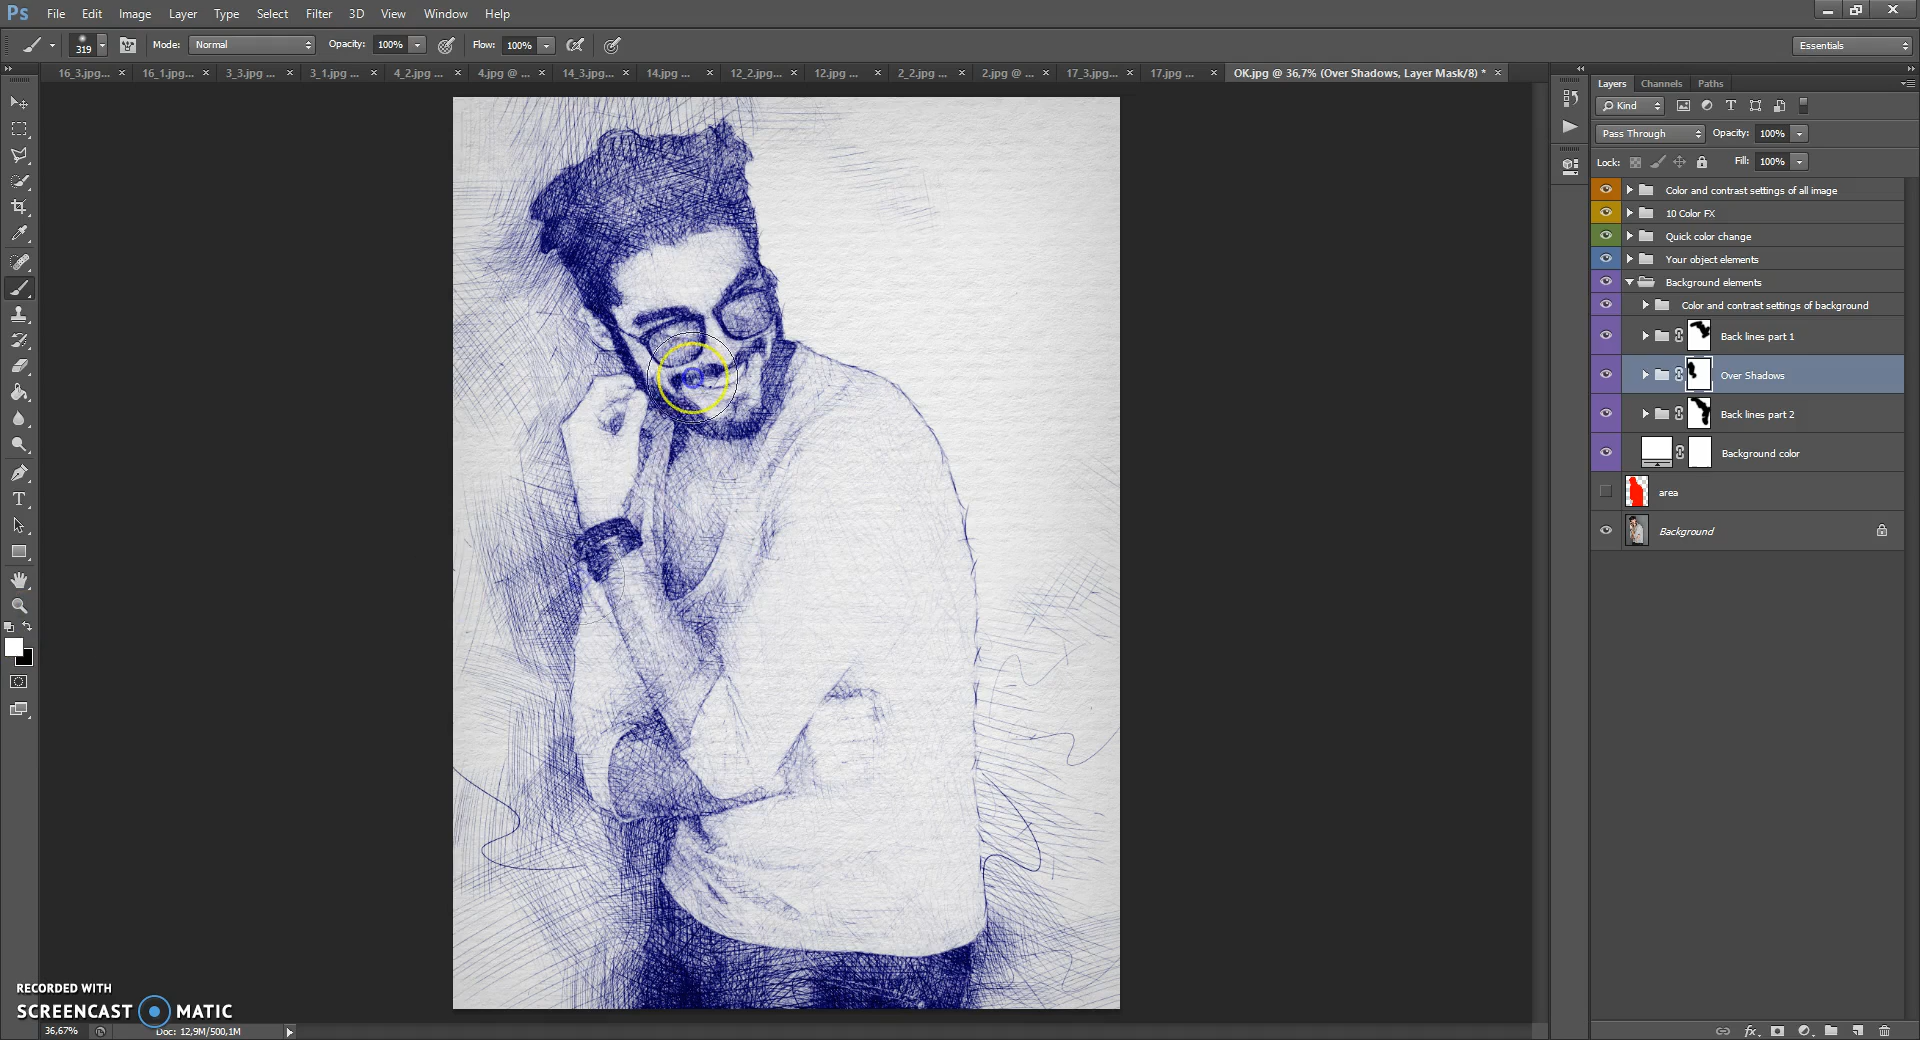 Ps File Edit Image Layer Type Select Filter 3D View Window Help
319 Mode: Normal Opacity: 100% Flow: 100% Essentials
16_3.jpg... × 16_1.jpg... × 3_3.jpg ... × 3_1.jpg ... × 4_2.jpg ... × 4.jpg @ ... × 14_3.jpg... × 14.jpg ... × 12_2.jpg... × 12.jpg ... × 2_2.jpg ... × 2.jpg @ ... × 17_3.jpg... × 17.jpg ... × OK.jpg @ 36,7% (Over Shadows, Layer Mask/8) * ×
Layers Channels Paths
Kind
Pass Through Opacity: 100%
Lock: Fill: 100%
Color and contrast settings of all image
10 Color FX
Quick color change
Your object elements
Background elements
Color and contrast settings of background
Back lines part 1
Over Shadows
Back lines part 2
Background color
area
Background
RECORDED WITH
SCREENCAST MATIC
36,67% Doc: 12,9M/500,1M
fx